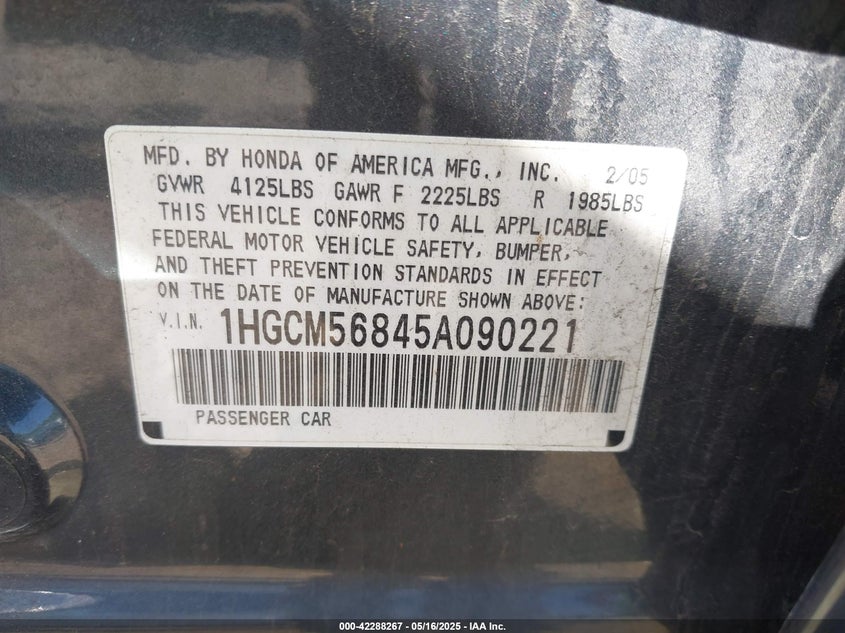 MFD. BY HONDA OF AMERICA MFG., INC. 2/05
GVWR 4125LBS GAWR F 2225LBS R 1985LBS
THIS VEHICLE CONFORMS TO ALL APPLICABLE
FEDERAL MOTOR VEHICLE SAFETY, BUMPER,
AND THEFT PREVENTION STANDARDS IN EFFECT
ON THE DATE OF MANUFACTURE SHOWN ABOVE:
V.I.N. 1HGCM56845A090221
PASSENGER CAR
000-42288267 - 05/16/2025 - IAA Inc.